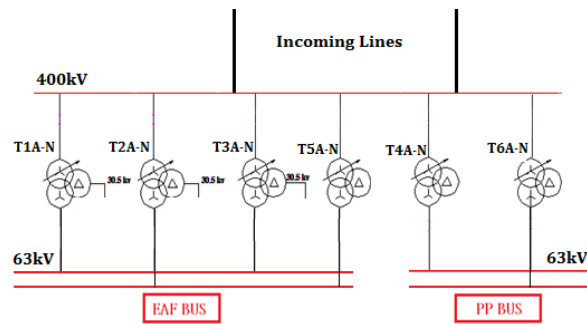 Incoming Lines
400kV
T1A-N T2A-N T3A-N T5A-N T4A-N T6A-N
30.5 kv 30.5 kv 30.5 kv
63kV 63kV
EAF BUS PP BUS